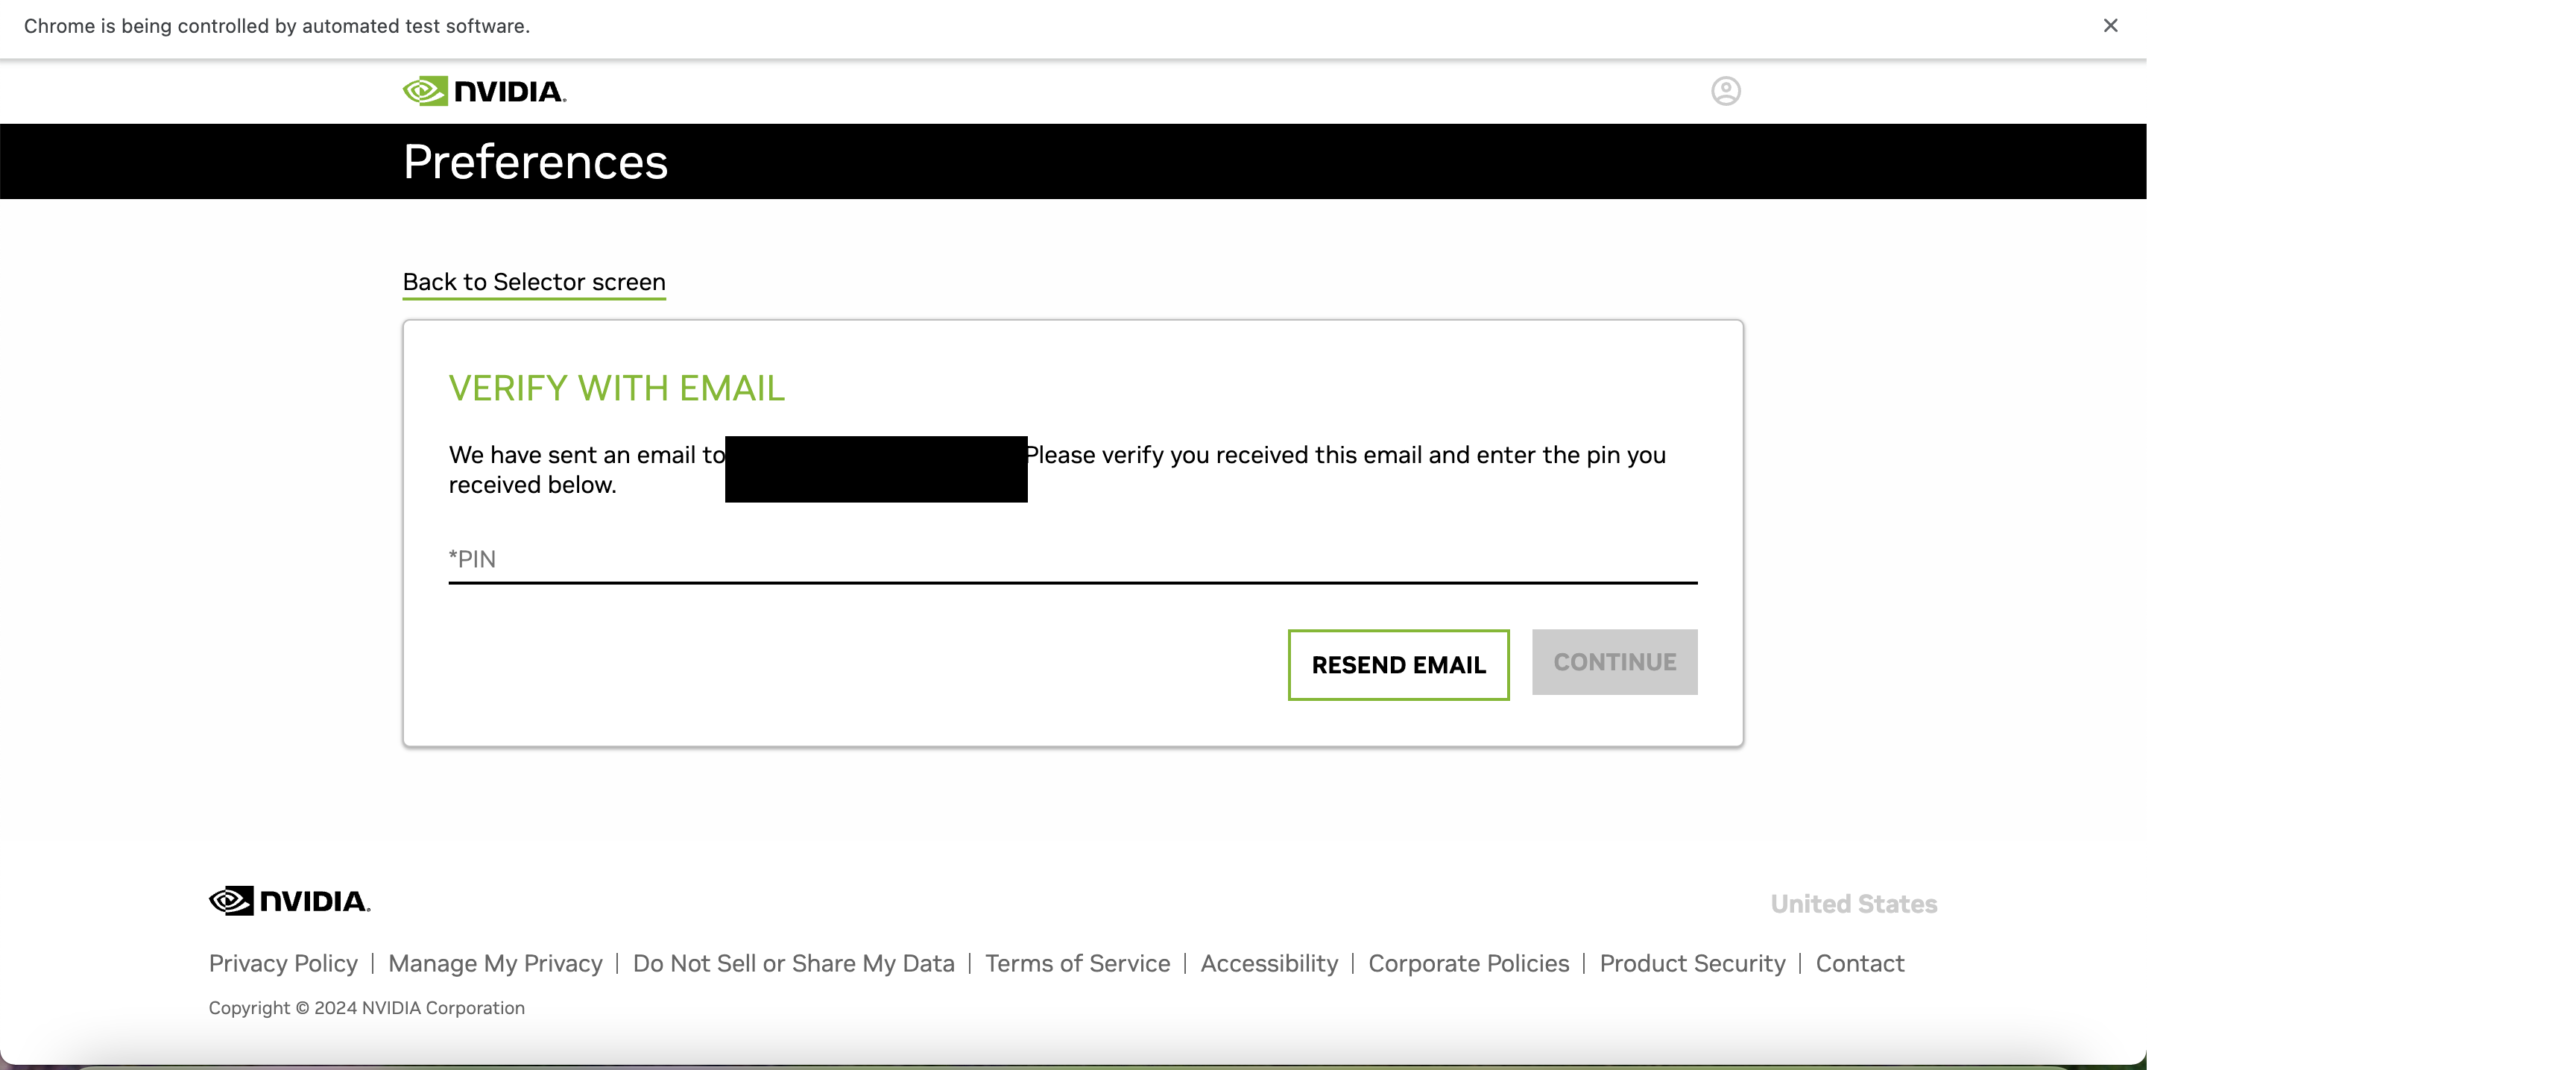 Chrome is being controlled by automated test software.
NVIDIA.
Preferences
Back to Selector screen
VERIFY WITH EMAIL
We have sent an email to Please verify you received this email and enter the pin you
received below.
*PIN
RESEND EMAIL CONTINUE
NVIDIA.
United States
Privacy Policy | Manage My Privacy | Do Not Sell or Share My Data | Terms of Service | Accessibility | Corporate Policies | Product Security | Contact
Copyright © 2024 NVIDIA Corporation